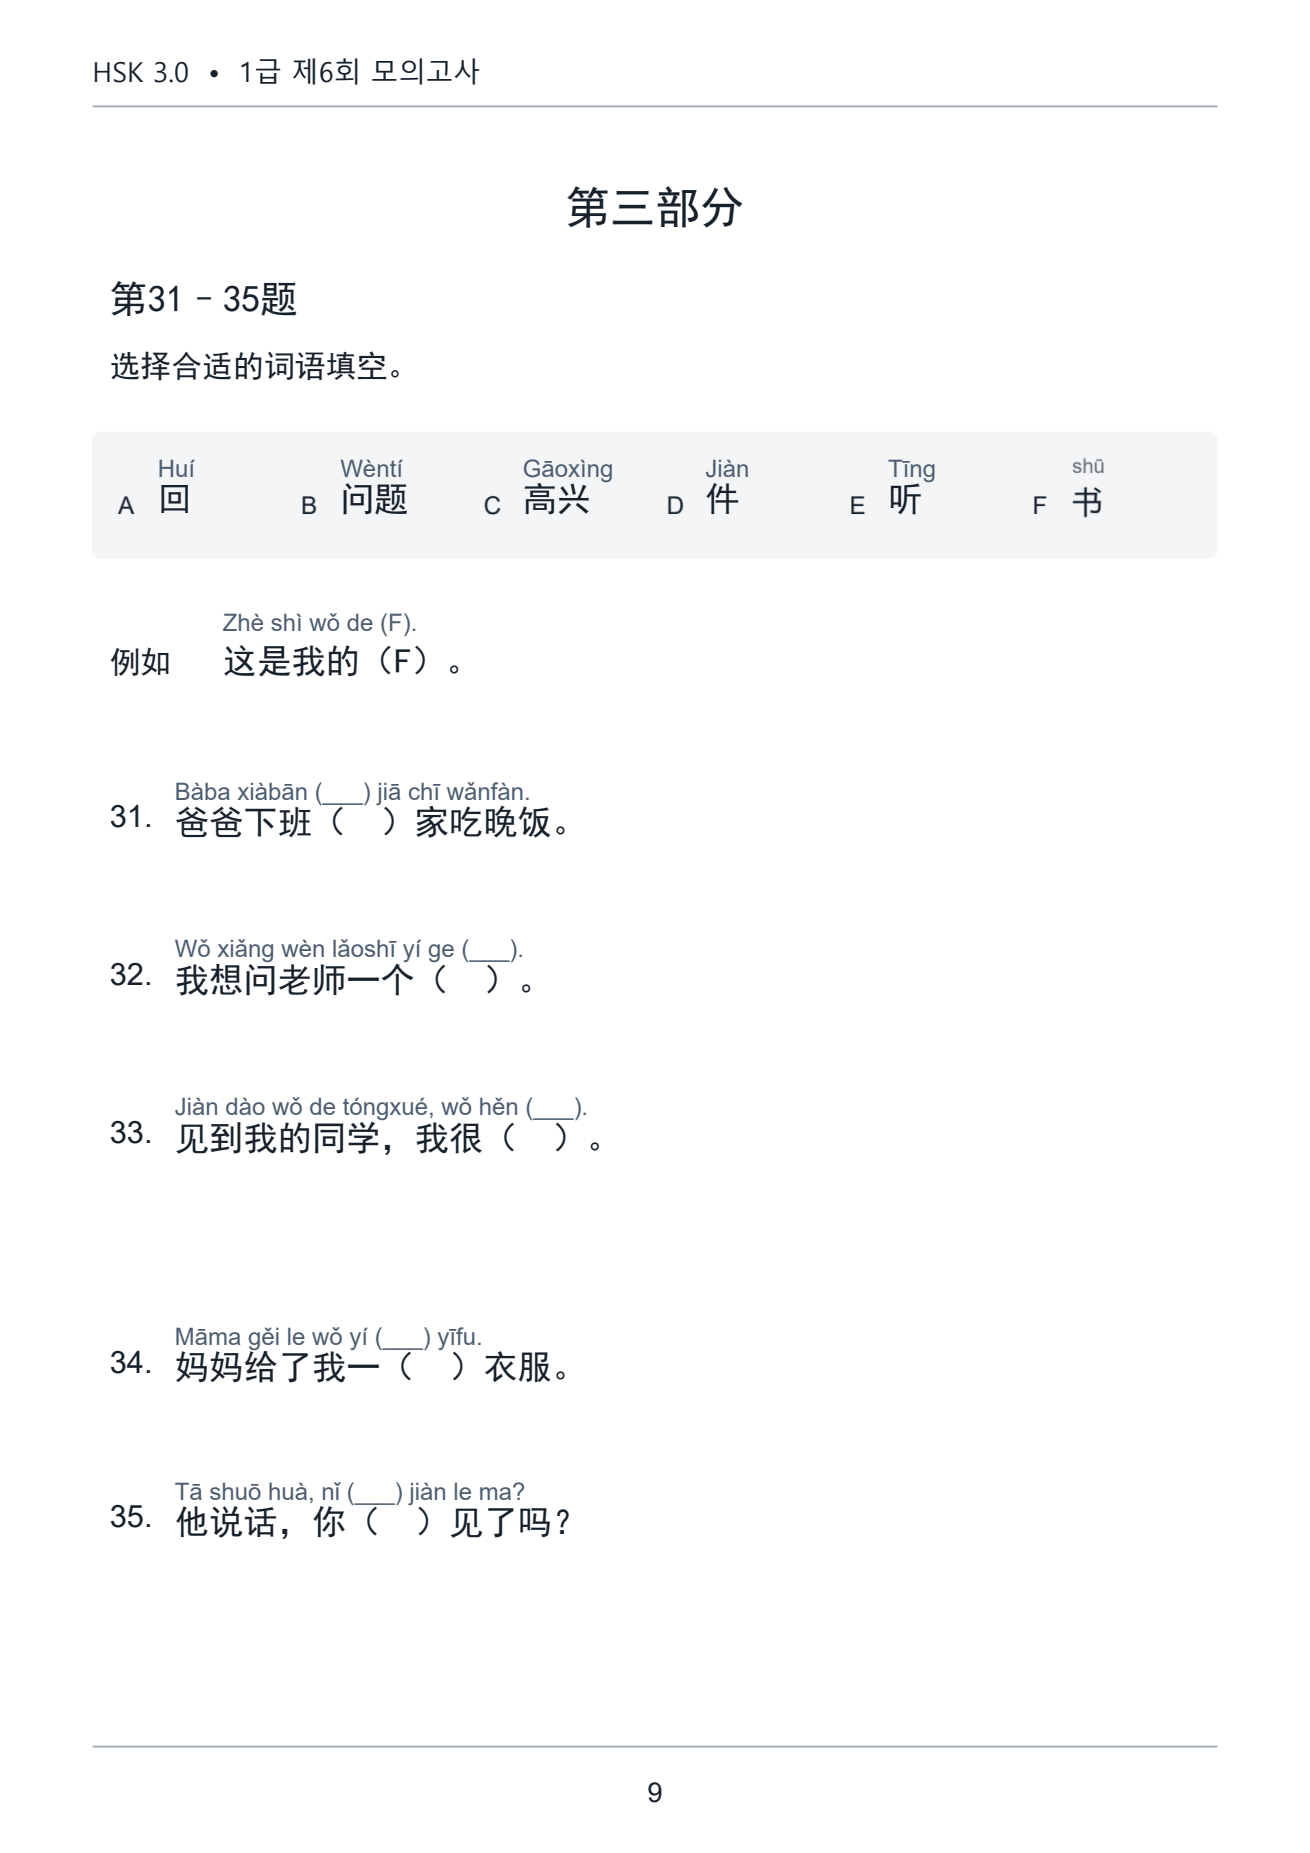 HSK 3.0 • 1급 제6회 모의고사
第三部分
第31 - 35题
选择合适的词语填空。
Huí Wèntí Gāoxìng Jiàn Tīng shū
A 回 B 问题 C 高兴 D 件 E 听 F 书
Zhè shì wǒ de (F).
例如 这是我的（F）。
Bàba xiàbān (___) jiā chī wǎnfàn.
31. 爸爸下班（ ）家吃晚饭。
Wǒ xiǎng wèn lǎoshī yí ge (___).
32. 我想问老师一个（ ）。
Jiàn dào wǒ de tóngxué, wǒ hěn (___).
33. 见到我的同学，我很（ ）。
Māma gěi le wǒ yí (___) yīfu.
34. 妈妈给了我一（ ）衣服。
Tā shuō huà, nǐ (___) jiàn le ma?
35. 他说话，你（ ）见了吗？
9